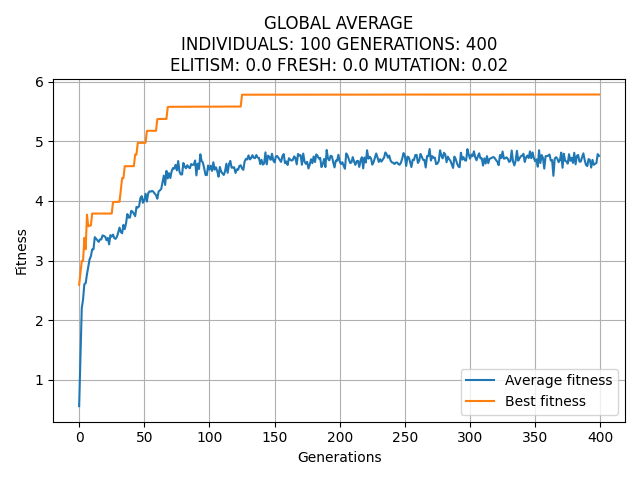 GLOBAL AVERAGE
INDIVIDUALS: 100 GENERATIONS: 400
ELITISM: 0.0 FRESH: 0.0 MUTATION: 0.02
6
5
4
3
2
1
Fitness
0 50 100 150 200 250 300 350 400
Generations
Average fitness
Best fitness